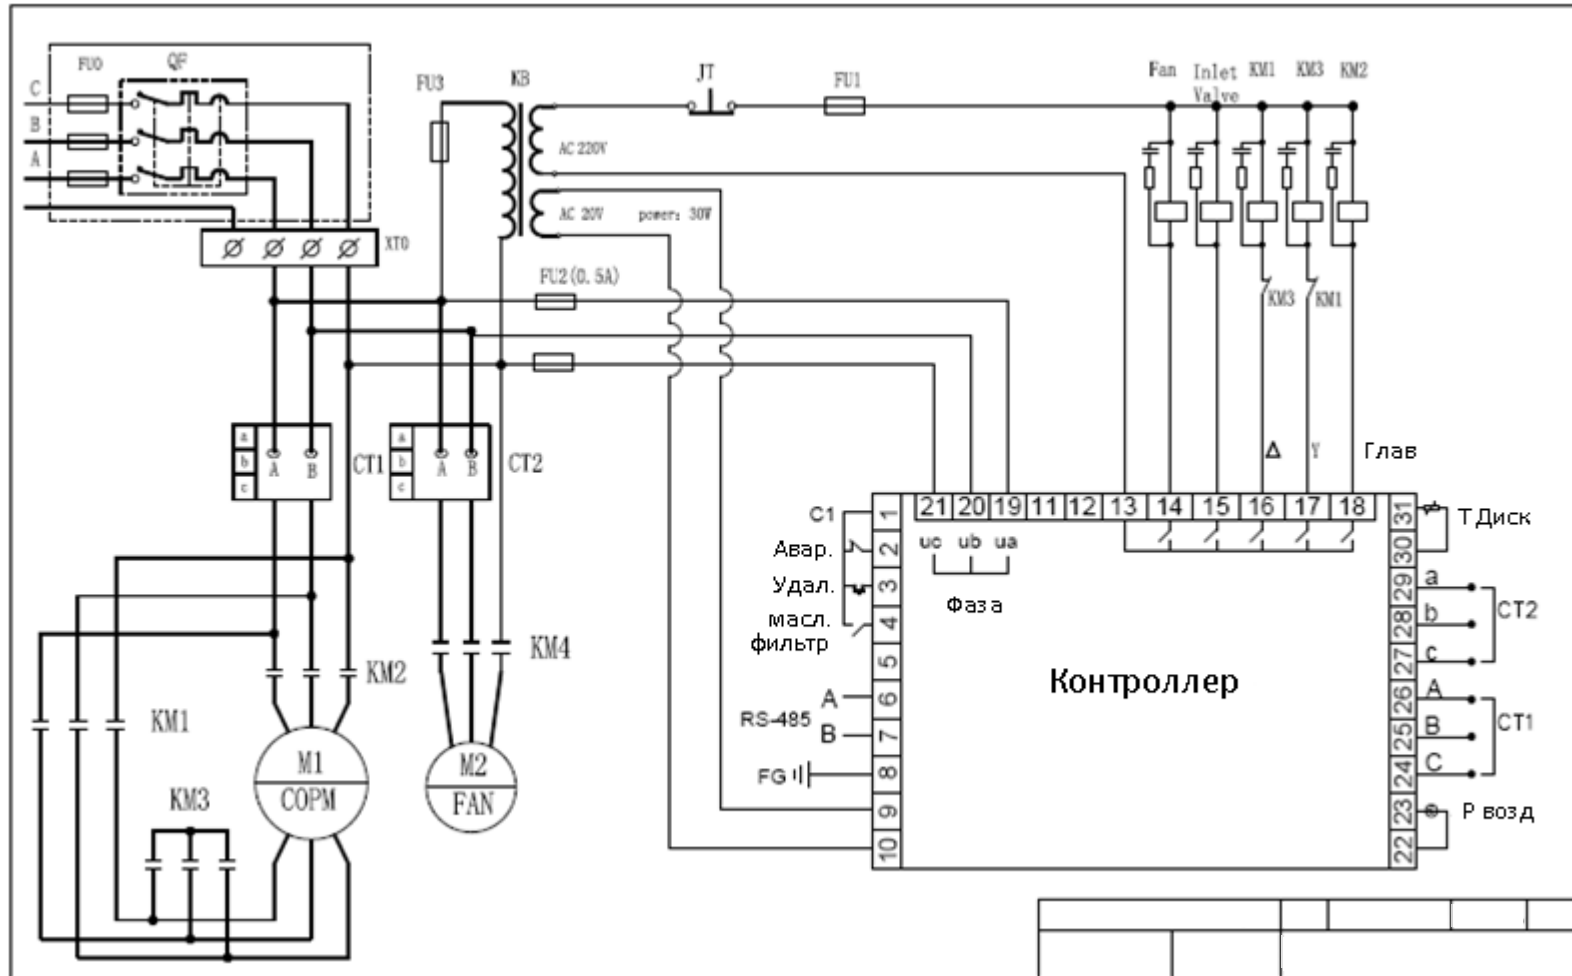 FU0
QF
C
B
A
XT0
FU3
KB
JT
FU1
Fan
Inlet
Valve
KM1
KM3
KM2
AC 220V
AC 20V
power: 30W
FU2(0.5A)
KM3
KM1
a
b
c
A
B
CT1
a
b
c
A
B
CT2
Δ
Y
Глав
21
20
19
11
12
13
14
15
16
17
18
uc
ub
ua
Фаза
C1
Авар.
Удал.
масл.
фильтр
A
RS-485
B
FG
1
2
3
4
5
6
7
8
9
10
Контроллер
31
30
29
28
27
26
25
24
23
22
Т Диск
a
b
c
CT2
A
B
C
CT1
Р возд
KM2
KM4
KM1
KM3
M1
COPM
M2
FAN